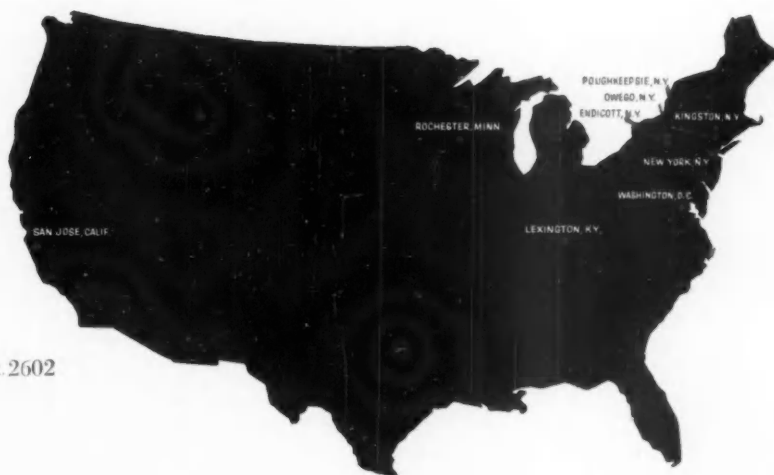 POUGHKEEPSIE, N.Y.
OWEGO, N.Y.
ENDICOTT, N.Y.
KINGSTON, N.Y.
ROCHESTER, MINN.
NEW YORK, N.Y.
WASHINGTON, D.C.
SAN JOSE, CALIF.
LEXINGTON, KY.
2602